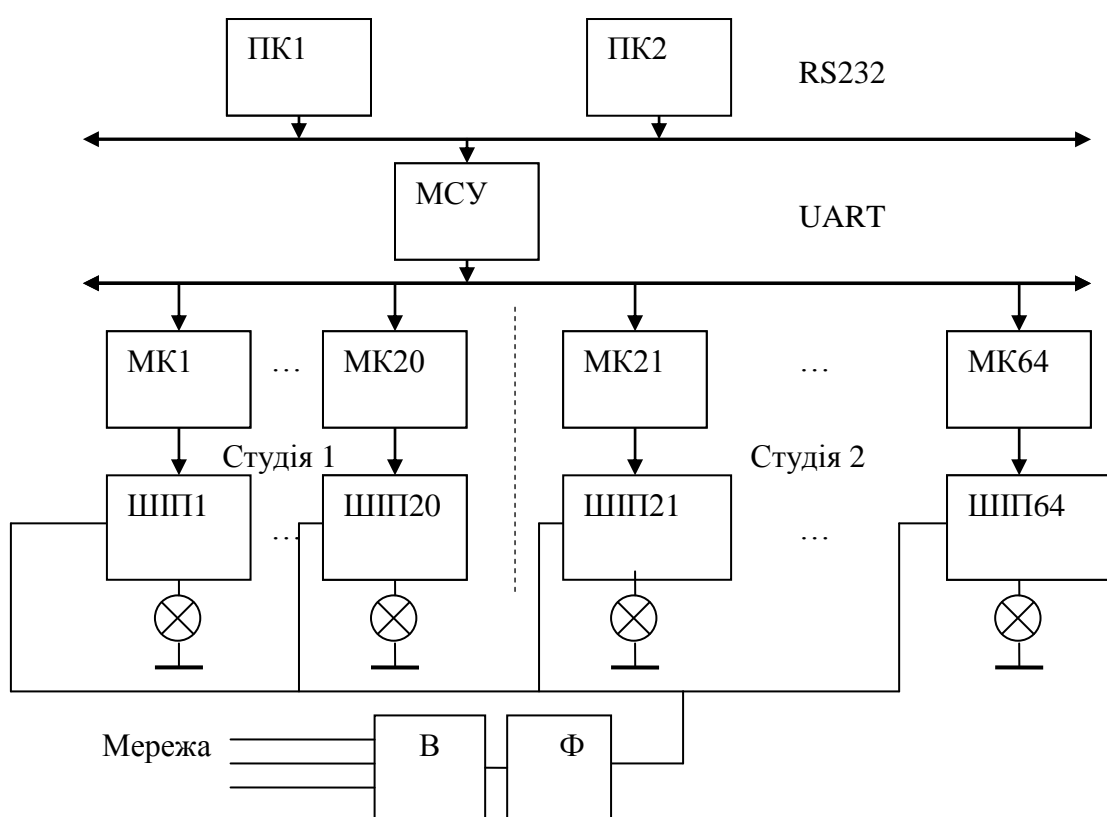 ПК1 ПК2 RS232
МСУ UART
МК1 … МК20 МК21 … МК64
Студія 1 Студія 2
ШІП1 … ШІП20 ШІП21 … ШІП64
Мережа В Ф